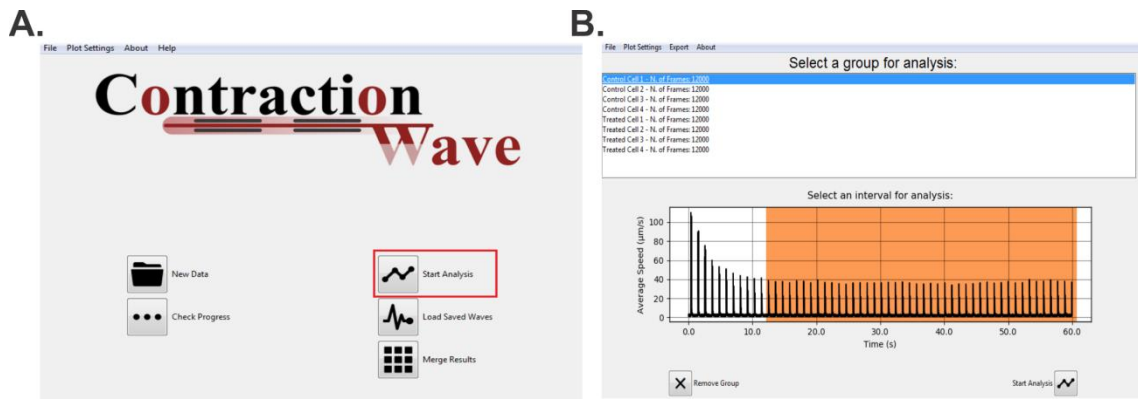 A.
File Plot Settings About Help
Contraction
Wave
New Data
Start Analysis
Check Progress
Load Saved Waves
Merge Results
B.
File Plot Settings Export About
Select a group for analysis:
Control Cell 1 - N. of Frames: 12000
Control Cell 2 - N. of Frames: 12000
Control Cell 3 - N. of Frames: 12000
Control Cell 4 - N. of Frames: 12000
Treated Cell 1 - N. of Frames: 12000
Treated Cell 2 - N. of Frames: 12000
Treated Cell 3 - N. of Frames: 12000
Treated Cell 4 - N. of Frames: 12000
Select an interval for analysis:
Average Speed (µm/s)
100
80
60
40
20
0
0.0 10.0 20.0 30.0 40.0 50.0 60.0
Time (s)
Remove Group
Start Analysis